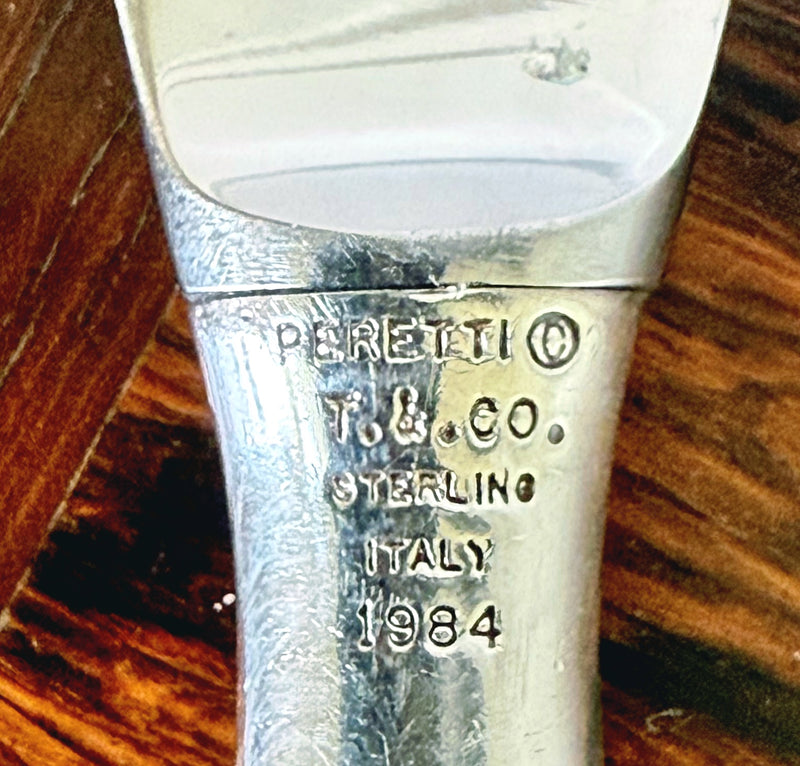 PERETTI ©
T.&.CO.
STERLING
ITALY
1984